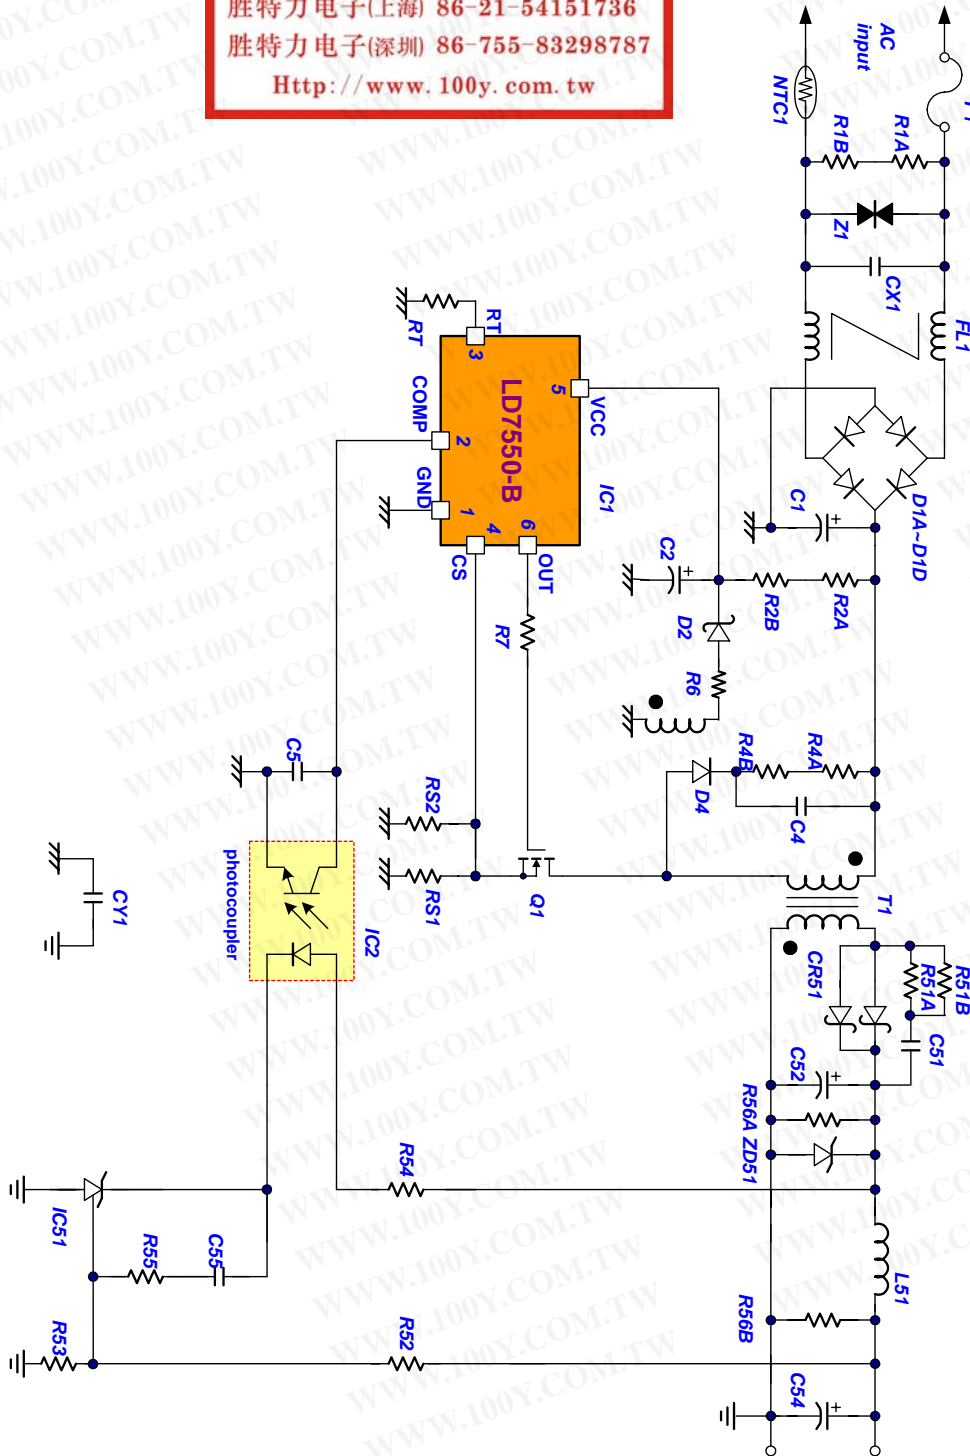 胜特力电子(上海) 86-21-54151736
胜特力电子(深圳) 86-755-83298787
Http://www.100y.com.tw
AC
input
NTC1
R1B
R1A
Z1
CX1
FL1
D1A~D1D
C1
R2B
R2A
C2
D2
R6
R4B
R4A
D4
C4
T1
RT
RT
3
VCC
5
COMP
2
LD7550-B
IC1
GND
1
CS
4
OUT
6
R7
RS2
RS1
Q1
C5
photocoupler
IC2
CY1
CR51
R51A
R51B
C51
C52
R56A
ZD51
R54
L51
R56B
C54
IC51
R55
C55
R53
R52
WWW.100Y.COM.TW